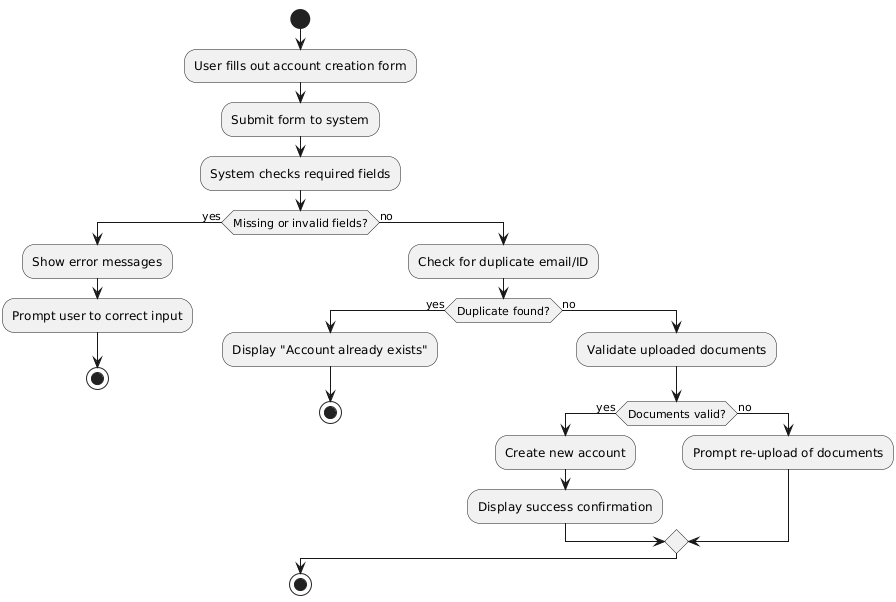 User fills out account creation form
Submit form to system
System checks required fields
yes
Missing or invalid fields?
no
Show error messages
Prompt user to correct input
Check for duplicate email/ID
yes
Duplicate found?
no
Display "Account already exists"
Validate uploaded documents
yes
Documents valid?
no
Create new account
Display success confirmation
Prompt re-upload of documents